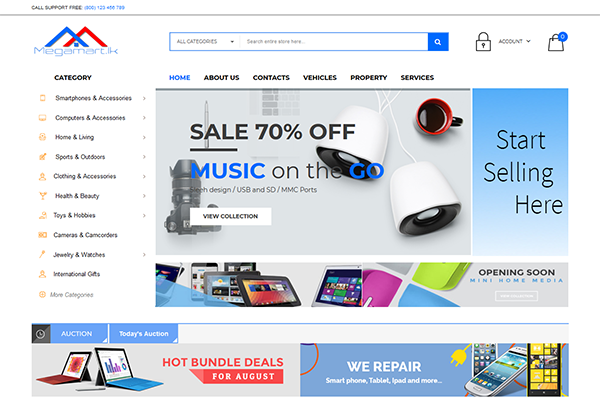 CALL SUPPORT FREE: (800) 123 456 789
Megamart.lk
ALL CATEGORIES
Search entire store here...
ACCOUNT
0
CATEGORY
HOME
ABOUT US
CONTACTS
VEHICLES
PROPERTY
SERVICES
Smartphones & Accessories
Computers & Accessories
Home & Living
Sports & Outdoors
Clothing & Accessories
Health & Beauty
Toys & Hobbies
Cameras & Camcorders
Jewelry & Watches
International Gifts
More Categories
SALE 70% OFF
MUSIC on the GO
design / USB and SD / MMC Ports
VIEW COLLECTION
Start
Selling
Here
OPENING SOON
MINI HOME MEDIA
VIEW COLLECTION
AUCTION
Today's Auction
HOT BUNDLE DEALS
FOR AUGUST
WE REPAIR
Smart phone, Tablet, Ipad and more...